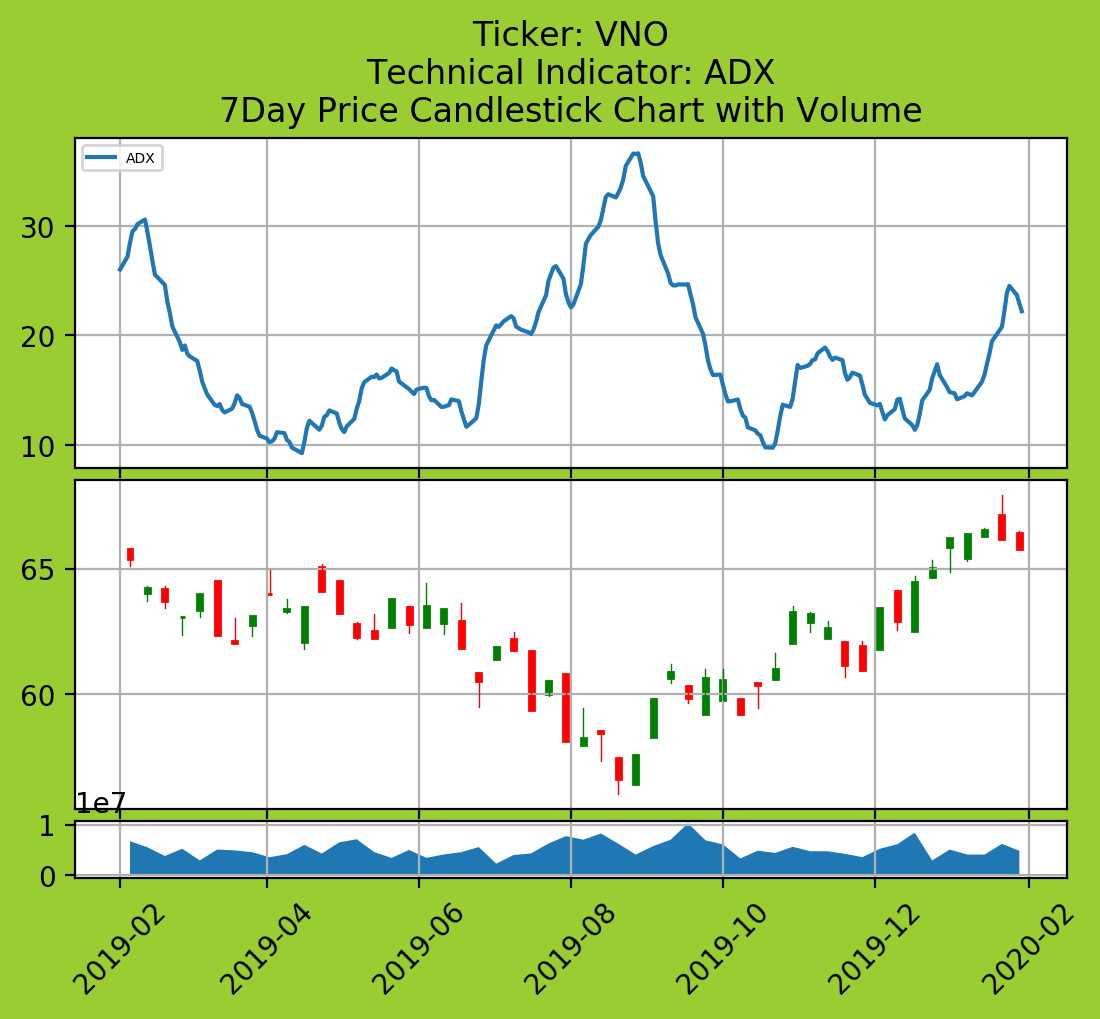 Ticker: VNO
Technical Indicator: ADX
7Day Price Candlestick Chart with Volume
ADX
30
20
10
65
60
1e7
1
0
2019-02
2019-04
2019-06
2019-08
2019-10
2019-12
2020-02